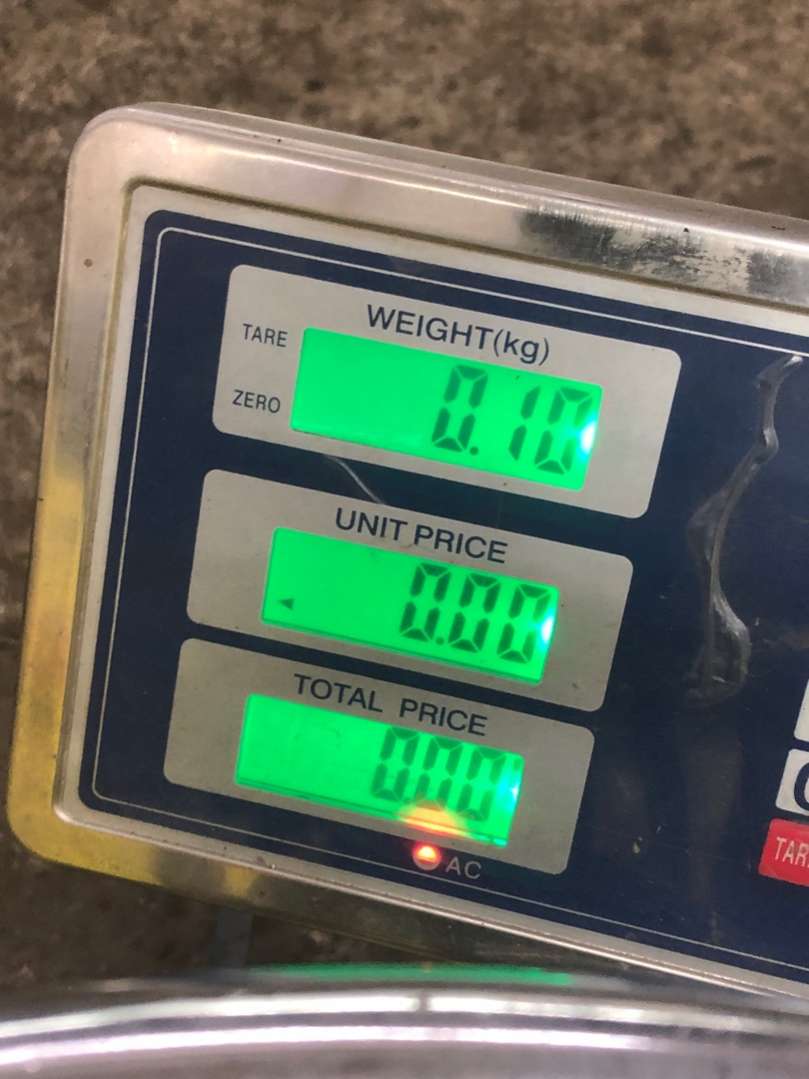 WEIGHT(kg)
TARE
0.10
ZERO
UNIT PRICE
0.00
TOTAL PRICE
0.00
AC